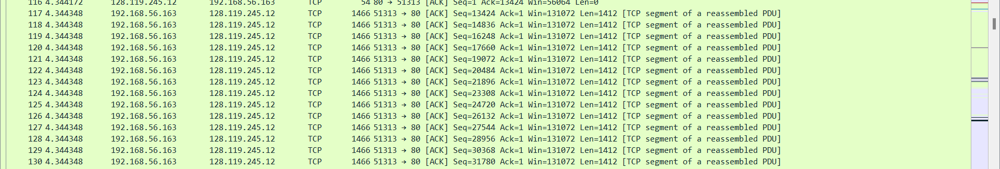 116 4.344172 128.119.245.12 192.168.56.163 TCP 54 80 → 51313 [ACK] Seq=1 Ack=13424 Win=56064 Len=0
117 4.344348 192.168.56.163 128.119.245.12 TCP 1466 51313 → 80 [ACK] Seq=13424 Ack=1 Win=131072 Len=1412 [TCP segment of a reassembled PDU]
118 4.344348 192.168.56.163 128.119.245.12 TCP 1466 51313 → 80 [ACK] Seq=14836 Ack=1 Win=131072 Len=1412 [TCP segment of a reassembled PDU]
119 4.344348 192.168.56.163 128.119.245.12 TCP 1466 51313 → 80 [ACK] Seq=16248 Ack=1 Win=131072 Len=1412 [TCP segment of a reassembled PDU]
120 4.344348 192.168.56.163 128.119.245.12 TCP 1466 51313 → 80 [ACK] Seq=17660 Ack=1 Win=131072 Len=1412 [TCP segment of a reassembled PDU]
121 4.344348 192.168.56.163 128.119.245.12 TCP 1466 51313 → 80 [ACK] Seq=19072 Ack=1 Win=131072 Len=1412 [TCP segment of a reassembled PDU]
122 4.344348 192.168.56.163 128.119.245.12 TCP 1466 51313 → 80 [ACK] Seq=20484 Ack=1 Win=131072 Len=1412 [TCP segment of a reassembled PDU]
123 4.344348 192.168.56.163 128.119.245.12 TCP 1466 51313 → 80 [ACK] Seq=21896 Ack=1 Win=131072 Len=1412 [TCP segment of a reassembled PDU]
124 4.344348 192.168.56.163 128.119.245.12 TCP 1466 51313 → 80 [ACK] Seq=23308 Ack=1 Win=131072 Len=1412 [TCP segment of a reassembled PDU]
125 4.344348 192.168.56.163 128.119.245.12 TCP 1466 51313 → 80 [ACK] Seq=24720 Ack=1 Win=131072 Len=1412 [TCP segment of a reassembled PDU]
126 4.344348 192.168.56.163 128.119.245.12 TCP 1466 51313 → 80 [ACK] Seq=26132 Ack=1 Win=131072 Len=1412 [TCP segment of a reassembled PDU]
127 4.344348 192.168.56.163 128.119.245.12 TCP 1466 51313 → 80 [ACK] Seq=27544 Ack=1 Win=131072 Len=1412 [TCP segment of a reassembled PDU]
128 4.344348 192.168.56.163 128.119.245.12 TCP 1466 51313 → 80 [ACK] Seq=28956 Ack=1 Win=131072 Len=1412 [TCP segment of a reassembled PDU]
129 4.344348 192.168.56.163 128.119.245.12 TCP 1466 51313 → 80 [ACK] Seq=30368 Ack=1 Win=131072 Len=1412 [TCP segment of a reassembled PDU]
130 4.344348 192.168.56.163 128.119.245.12 TCP 1466 51313 → 80 [ACK] Seq=31780 Ack=1 Win=131072 Len=1412 [TCP segment of a reassembled PDU]